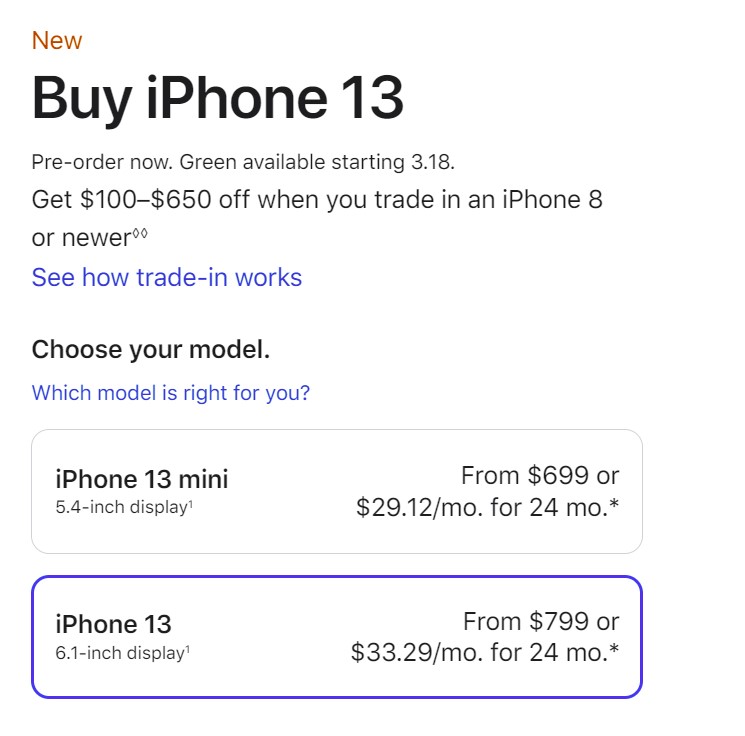 New
Buy iPhone 13
Pre-order now. Green available starting 3.18.
Get $100–$650 off when you trade in an iPhone 8
or newer◊◊
See how trade-in works
Choose your model.
Which model is right for you?
iPhone 13 mini
5.4-inch display¹
From $699 or
$29.12/mo. for 24 mo.*
iPhone 13
6.1-inch display¹
From $799 or
$33.29/mo. for 24 mo.*